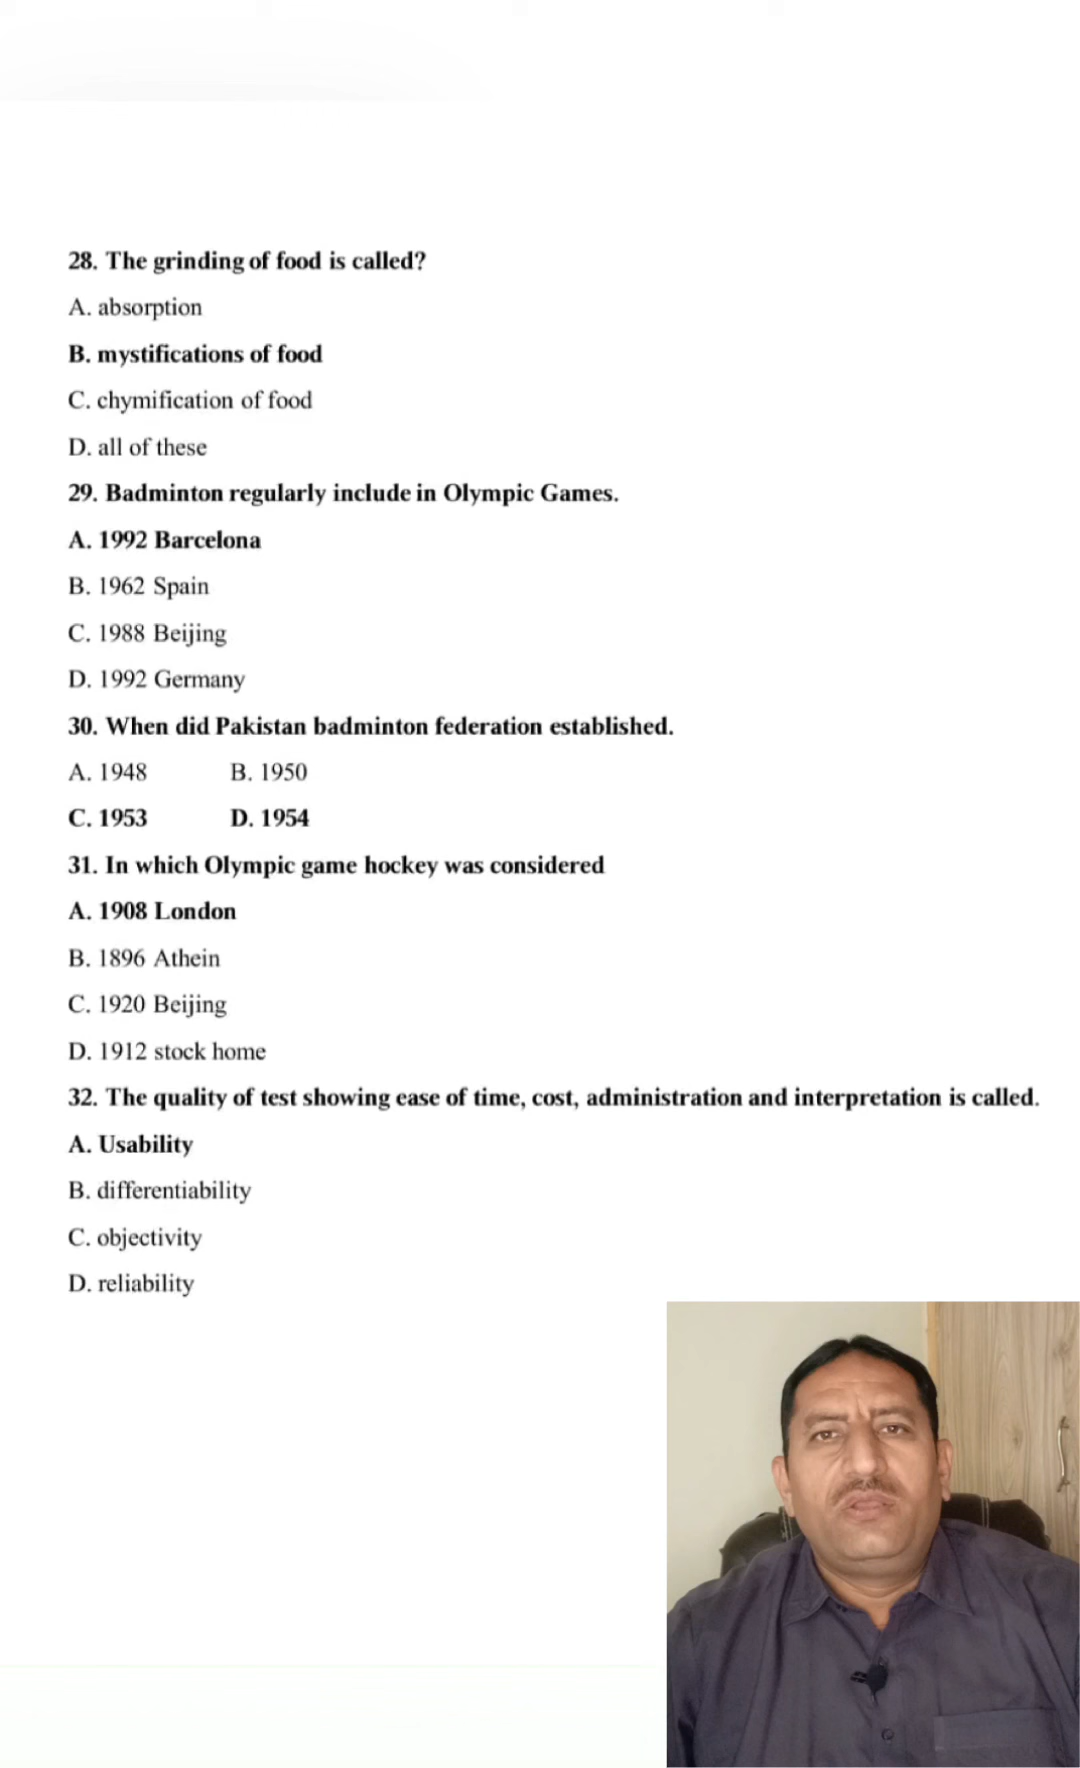 28. The grinding of food is called?
A. absorption
B. mystifications of food
C. chymification of food
D. all of these
29. Badminton regularly include in Olympic Games.
A. 1992 Barcelona
B. 1962 Spain
C. 1988 Beijing
D. 1992 Germany
30. When did Pakistan badminton federation established.
A. 1948 B. 1950
C. 1953 D. 1954
31. In which Olympic game hockey was considered
A. 1908 London
B. 1896 Athein
C. 1920 Beijing
D. 1912 stock home
32. The quality of test showing ease of time, cost, administration and interpretation is called.
A. Usability
B. differentiability
C. objectivity
D. reliability